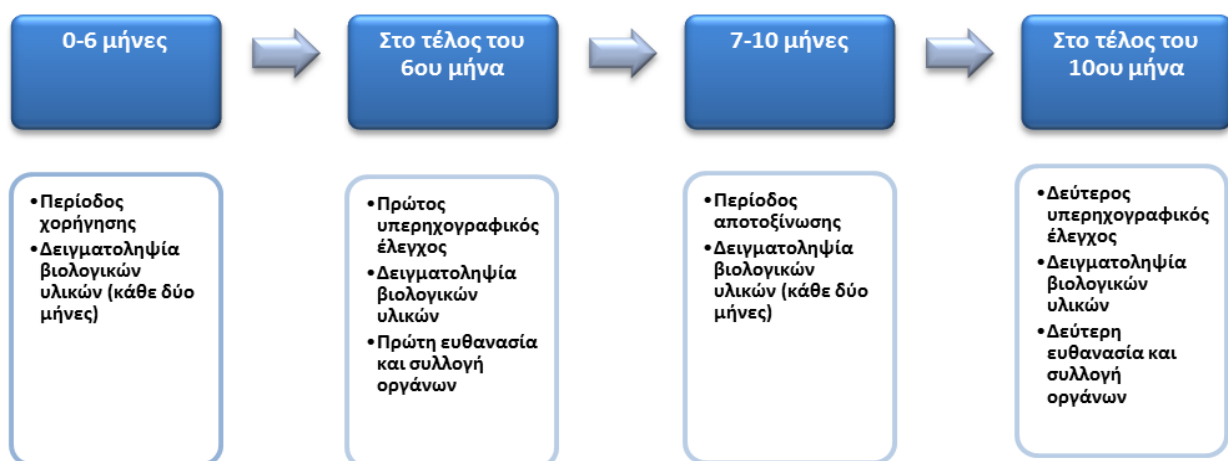 0-6 μήνες
Στο τέλος του
6ου μήνα
7-10 μήνες
Στο τέλος του
10ου μήνα
•Περίοδος
χορήγησης
•Δειγματοληψία
βιολογικών
υλικών (κάθε δύο
μήνες)
•Πρώτος
υπερηχογραφικός
έλεγχος
•Δειγματοληψία
βιολογικών
υλικών
•Πρώτη ευθανασία
και συλλογή
οργάνων
•Περίοδος
αποτοξίνωσης
•Δειγματοληψία
βιολογικών
υλικών (κάθε δύο
μήνες)
•Δεύτερος
υπερηχογραφικός
έλεγχος
•Δειγματοληψία
βιολογικών
υλικών
•Δεύτερη
ευθανασία και
συλλογή
οργάνων